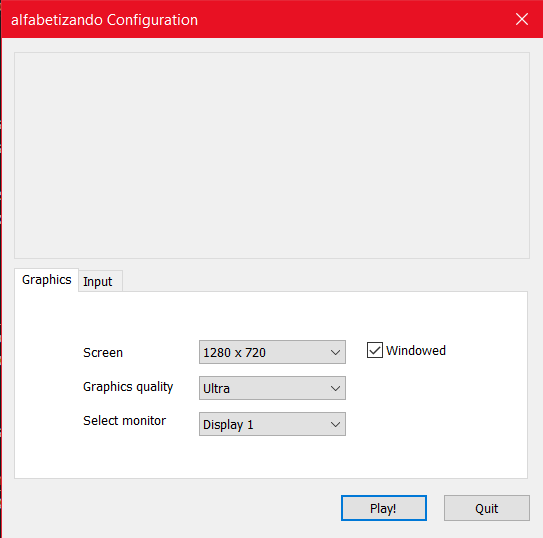 alfabetizando Configuration
Graphics
Input
Screen
1280 x 720
Windowed
Graphics quality
Ultra
Select monitor
Display 1
Play!
Quit